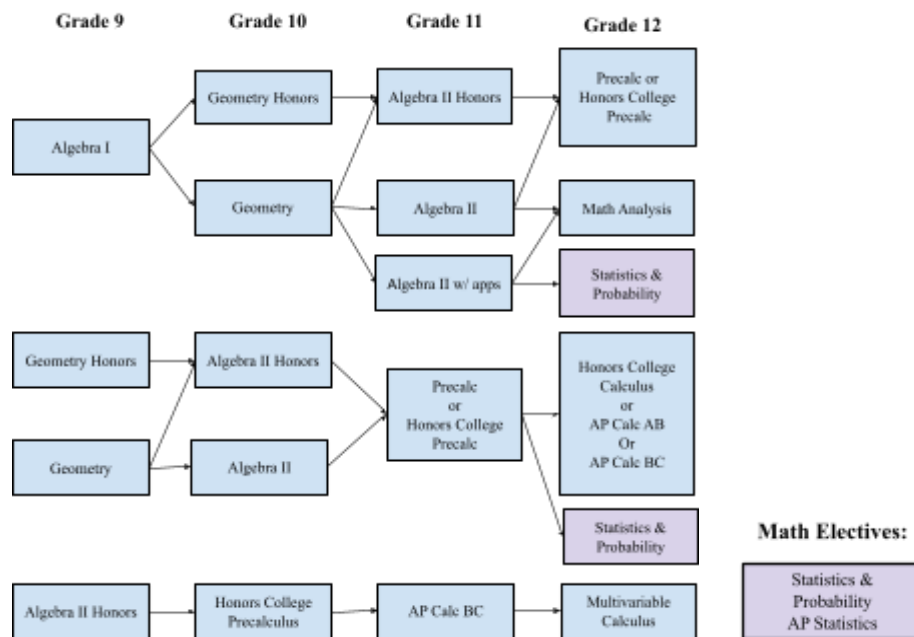 Grade 9
Grade 10
Grade 11
Grade 12
Algebra I
Geometry Honors
Geometry
Algebra II Honors
Algebra II
Algebra II w/ apps
Precalc or
Honors College
Precalc
Math Analysis
Statistics &
Probability
Geometry Honors
Geometry
Algebra II Honors
Algebra II
Precalc
or
Honors College
Precalc
Honors College
Calculus
or
AP Calc AB
Or
AP Calc BC
Statistics &
Probability
Algebra II Honors
Honors College
Precalculus
AP Calc BC
Multivariable
Calculus
Math Electives:
Statistics &
Probability
AP Statistics